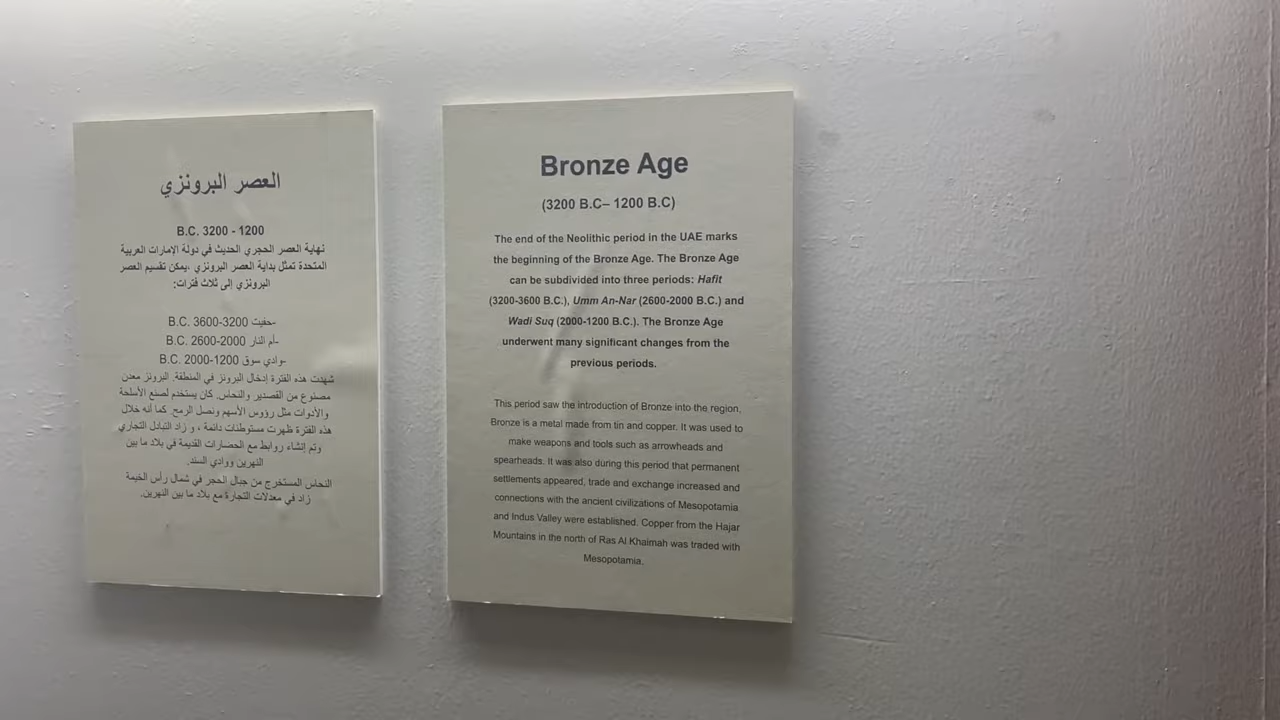 العصر البرونزي
B.C. 3200 - 1200
نهاية العصر الحجري الحديث في دولة الإمارات العربية
المتحدة تمثل بداية العصر البرونزي ،يمكن تقسيم العصر
البرونزي إلى ثلاث فترات:
-حفيت B.C. 3600-3200
-أم النار B.C. 2600-2000
-وادي سوق B.C. 2000-1200
شهدت هذه الفترة إدخال البرونز في المنطقة. البرونز معدن
مصنوع من القصدير والنحاس. كان يستخدم لصنع الأسلحة
والأدوات مثل رؤوس الأسهم ونصل الرمح. كما أنه خلال
هذه الفترة ظهرت مستوطنات دائمة ، و زاد التبادل التجاري
وتم إنشاء روابط مع الحضارات القديمة في بلاد ما بين
النهرين ووادي السند.
النحاس المستخرج من جبال الحجر في شمال رأس الخيمة
زاد في معدلات التجارة مع بلاد ما بين النهرين.
Bronze Age
(3200 B.C– 1200 B.C)
The end of the Neolithic period in the UAE marks
the beginning of the Bronze Age. The Bronze Age
can be subdivided into three periods: Hafit
(3200-3600 B.C.), Umm An-Nar (2600-2000 B.C.) and
Wadi Suq (2000-1200 B.C.). The Bronze Age
underwent many significant changes from the
previous periods.
This period saw the introduction of Bronze into the region,
Bronze is a metal made from tin and copper. It was used to
make weapons and tools such as arrowheads and
spearheads. It was also during this period that permanent
settlements appeared, trade and exchange increased and
connections with the ancient civilizations of Mesopotamia
and Indus Valley were established. Copper from the Hajar
Mountains in the north of Ras Al Khaimah was traded with
Mesopotamia.